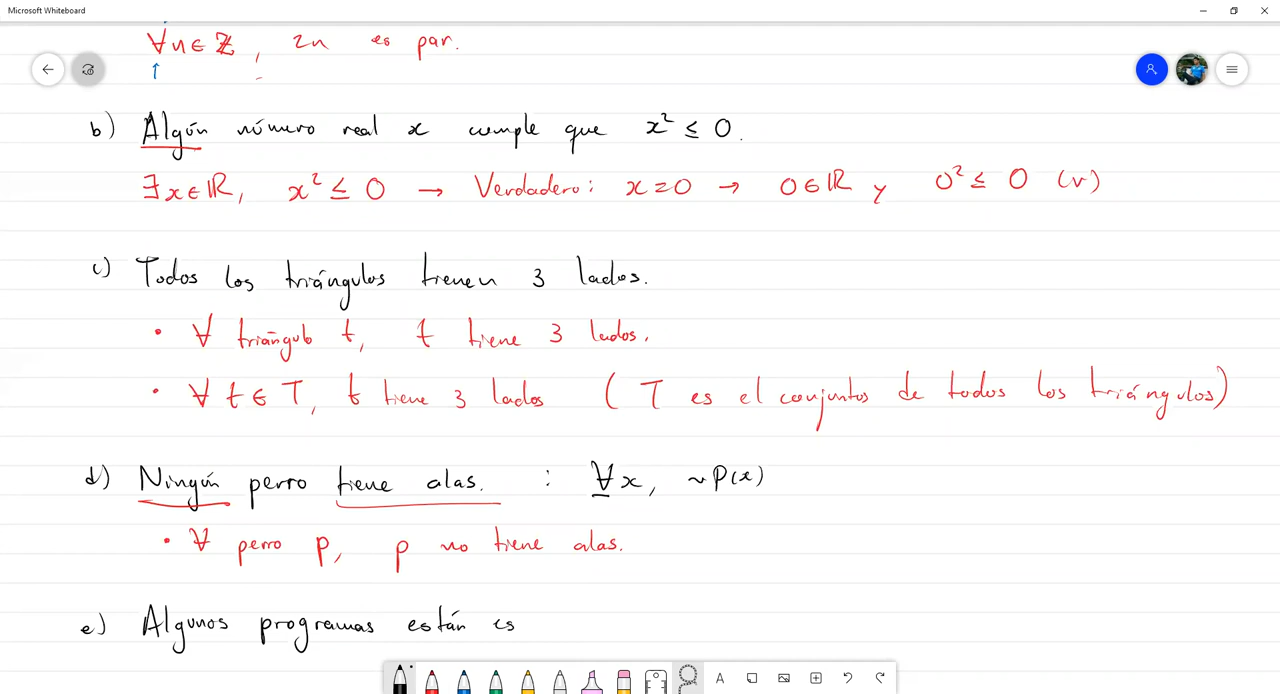 Microsoft Whiteboard
∀n∈ℤ, 2n es par.
b) Algún número real x cumple que x² ≤ 0.
∃x∈ℝ, x² ≤ 0 → Verdadero: x=0 → 0∈ℝ y 0² ≤ 0 (v)
c) Todos los triángulos tienen 3 lados.
• ∀ triángulo t, t tiene 3 lados.
• ∀ t∈T, t tiene 3 lados (T es el conjuntos de todos los triángulos)
d) Ningún perro tiene alas. : ∀x, ~P(x)
• ∀ perro p, p no tiene alas.
e) Algunos programas están es